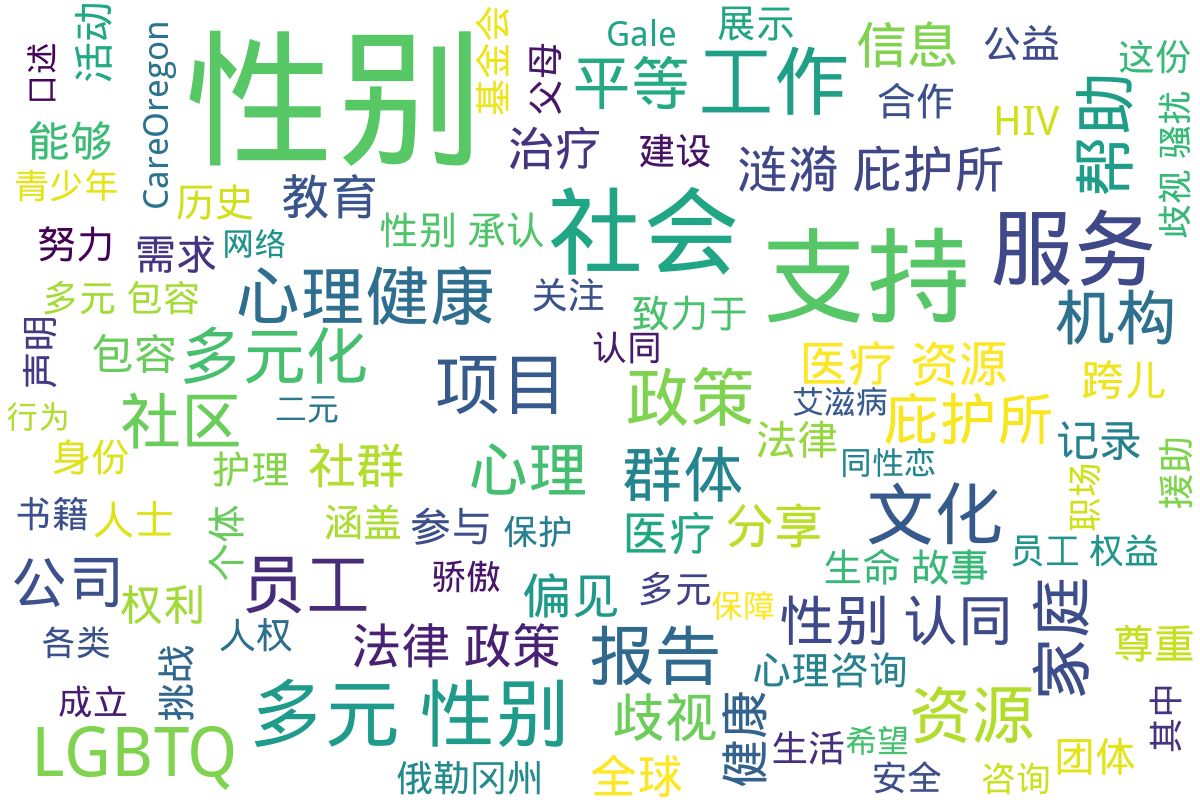 口述
活动
CareOregon
性别
基金会
父母
Gale
展示
平等
工作
信息
公益
这份
合作
HIV
帮助
歧视 骚扰
能够
治疗
建设
涟漪 庇护所
青少年
历史
教育
性别 承认
社会
支持
服务
努力
需求
网络
心理健康
关注
致力于
机构
多元 包容
声明
包容
多元化
项目
认同
政策
医疗 资源
跨儿
行为
社区
二元
艾滋病
庇护所
法律
记录
身份
护理
社群
心理
群体
同性恋
职场
援助
书籍
人士
个体
涵盖
参与
保护
医疗
分享
文化
员工 权益
公司
权利
员工
骄傲
偏见
多元
保障
生命 故事
性别 认同
家庭
各类
挑战
人权
法律 政策
报告
心理咨询
尊重
成立
多元 性别
歧视
健康
资源
其中
LGBTQ
俄勒冈州
全球
生活
希望
安全
咨询
团体